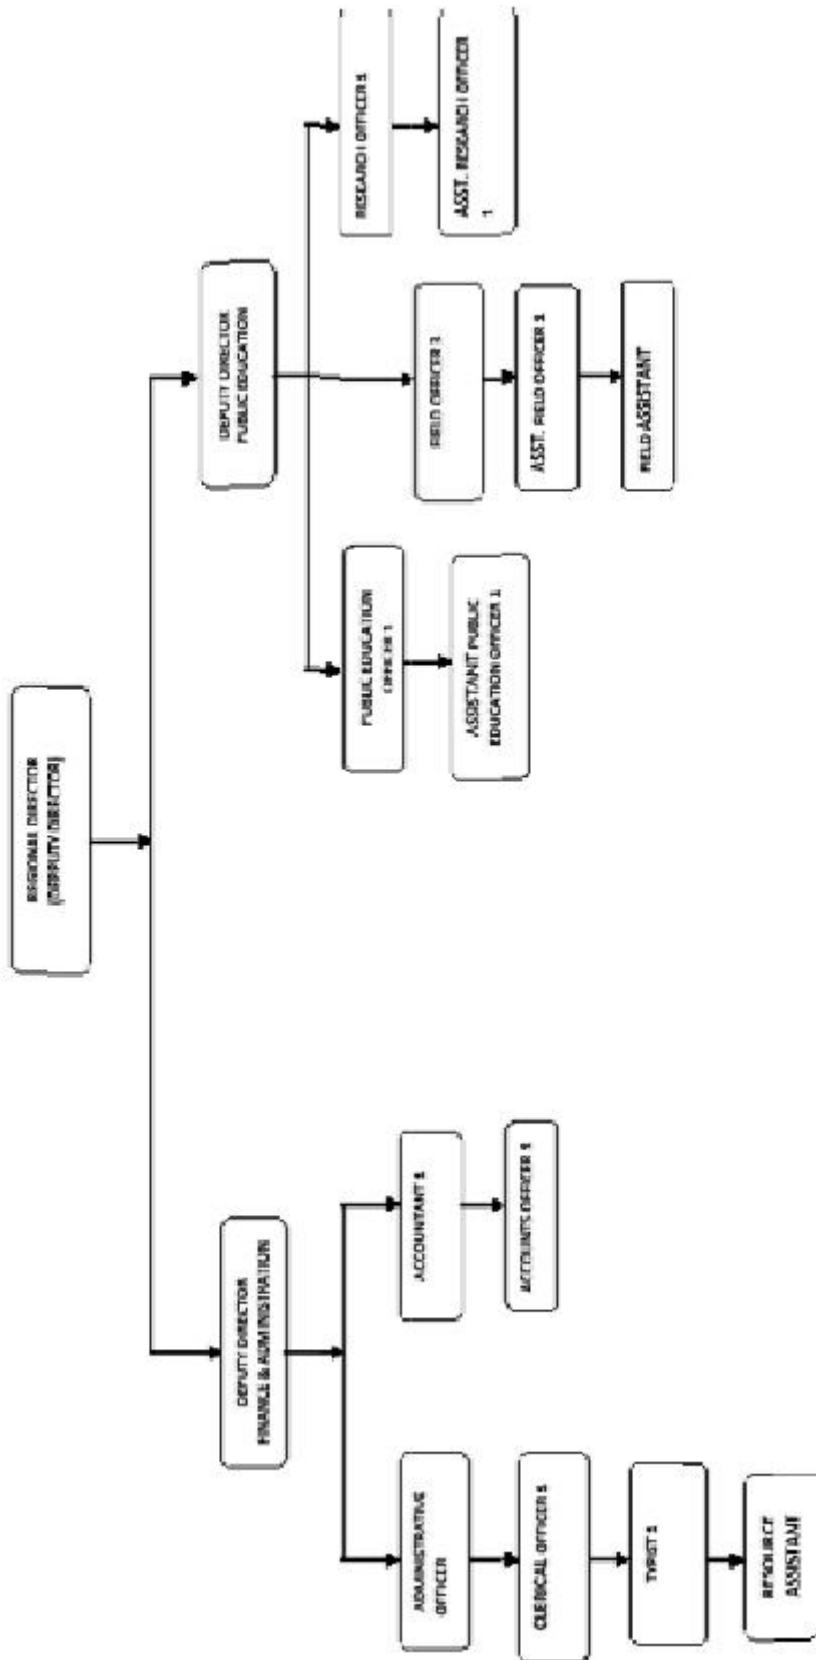 REGIONAL DIRECTOR
(DEPPUTY DIRECTOR)
DEPUTY DIRECTOR
FINANCE & ADMINISTRATION
DEPUTY DIRECTOR
PUBLIC EDUCATION
ADMINISTRATIVE
OFFICER
ACCOUNTANT 1
PUBLIC EDUCATION
OFFICER 1
FIELD OFFICER 1
RESEARCH OFFICER 1
CLERICAL OFFICER 1
ACCOUNTS OFFICER 1
ASSISTANT PUBLIC
EDUCATION OFFICER 1
ASST. FIELD OFFICER 1
ASST. RESEARCH OFFICER
1
TYPIST 1
FIELD ASSISTANT
RESOURCE
ASSISTANT